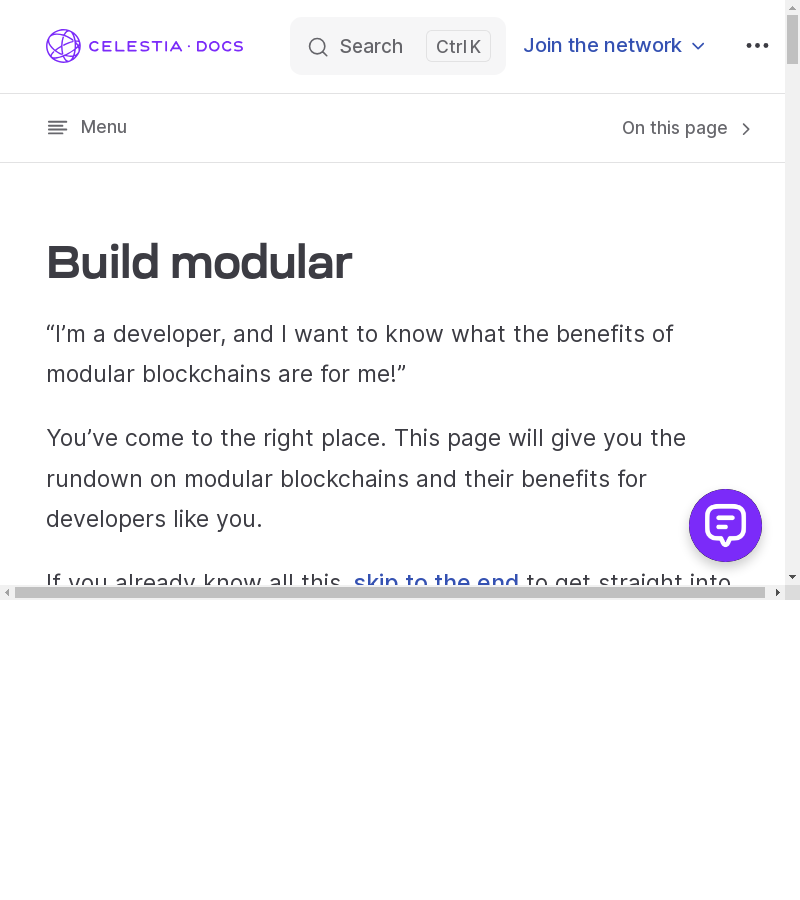 CELESTIA · DOCS
Search
Ctrl K
Join the network
Menu
On this page
Build modular
“I’m a developer, and I want to know what the benefits of
modular blockchains are for me!”
You’ve come to the right place. This page will give you the
rundown on modular blockchains and their benefits for
developers like you.
If you already know all this, skip to the end to get straight into